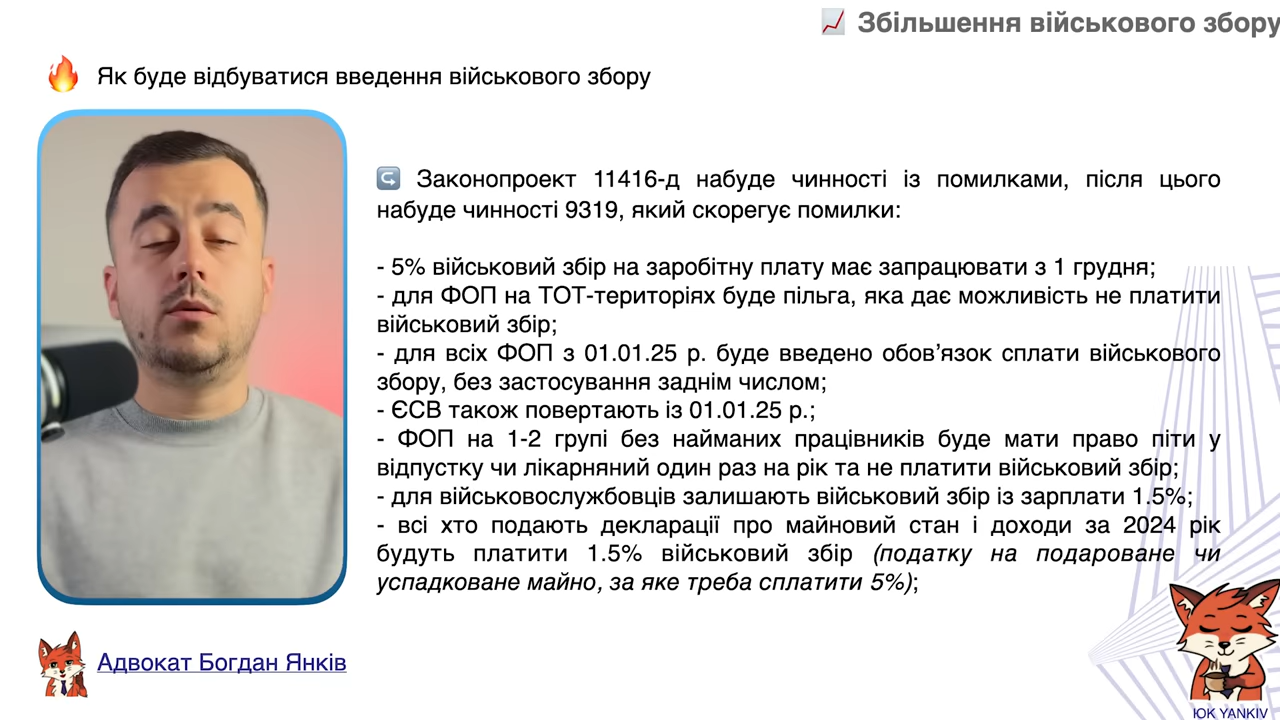 Збільшення військового збору
Як буде відбуватися введення військового збору
Законопроект 11416-д набуде чинності із помилками, після цього
набуде чинності 9319, який скорегує помилки:
- 5% військовий збір на заробітну плату має запрацювати з 1 грудня;
- для ФОП на ТОТ-територіях буде пільга, яка дає можливість не платити
військовий збір;
- для всіх ФОП з 01.01.25 р. буде введено обов’язок сплати військового
збору, без застосування заднім числом;
- ЄСВ також повертають із 01.01.25 р.;
- ФОП на 1-2 групі без найманих працівників буде мати право піти у
відпустку чи лікарняний один раз на рік та не платити військовий збір;
- для військовослужбовців залишають військовий збір із зарплати 1.5%;
- всі хто подають декларації про майновий стан і доходи за 2024 рік
будуть платити 1.5% військовий збір (податку на подароване чи
успадковане майно, за яке треба сплатити 5%);
Адвокат Богдан Янків
ЮК YANKIV